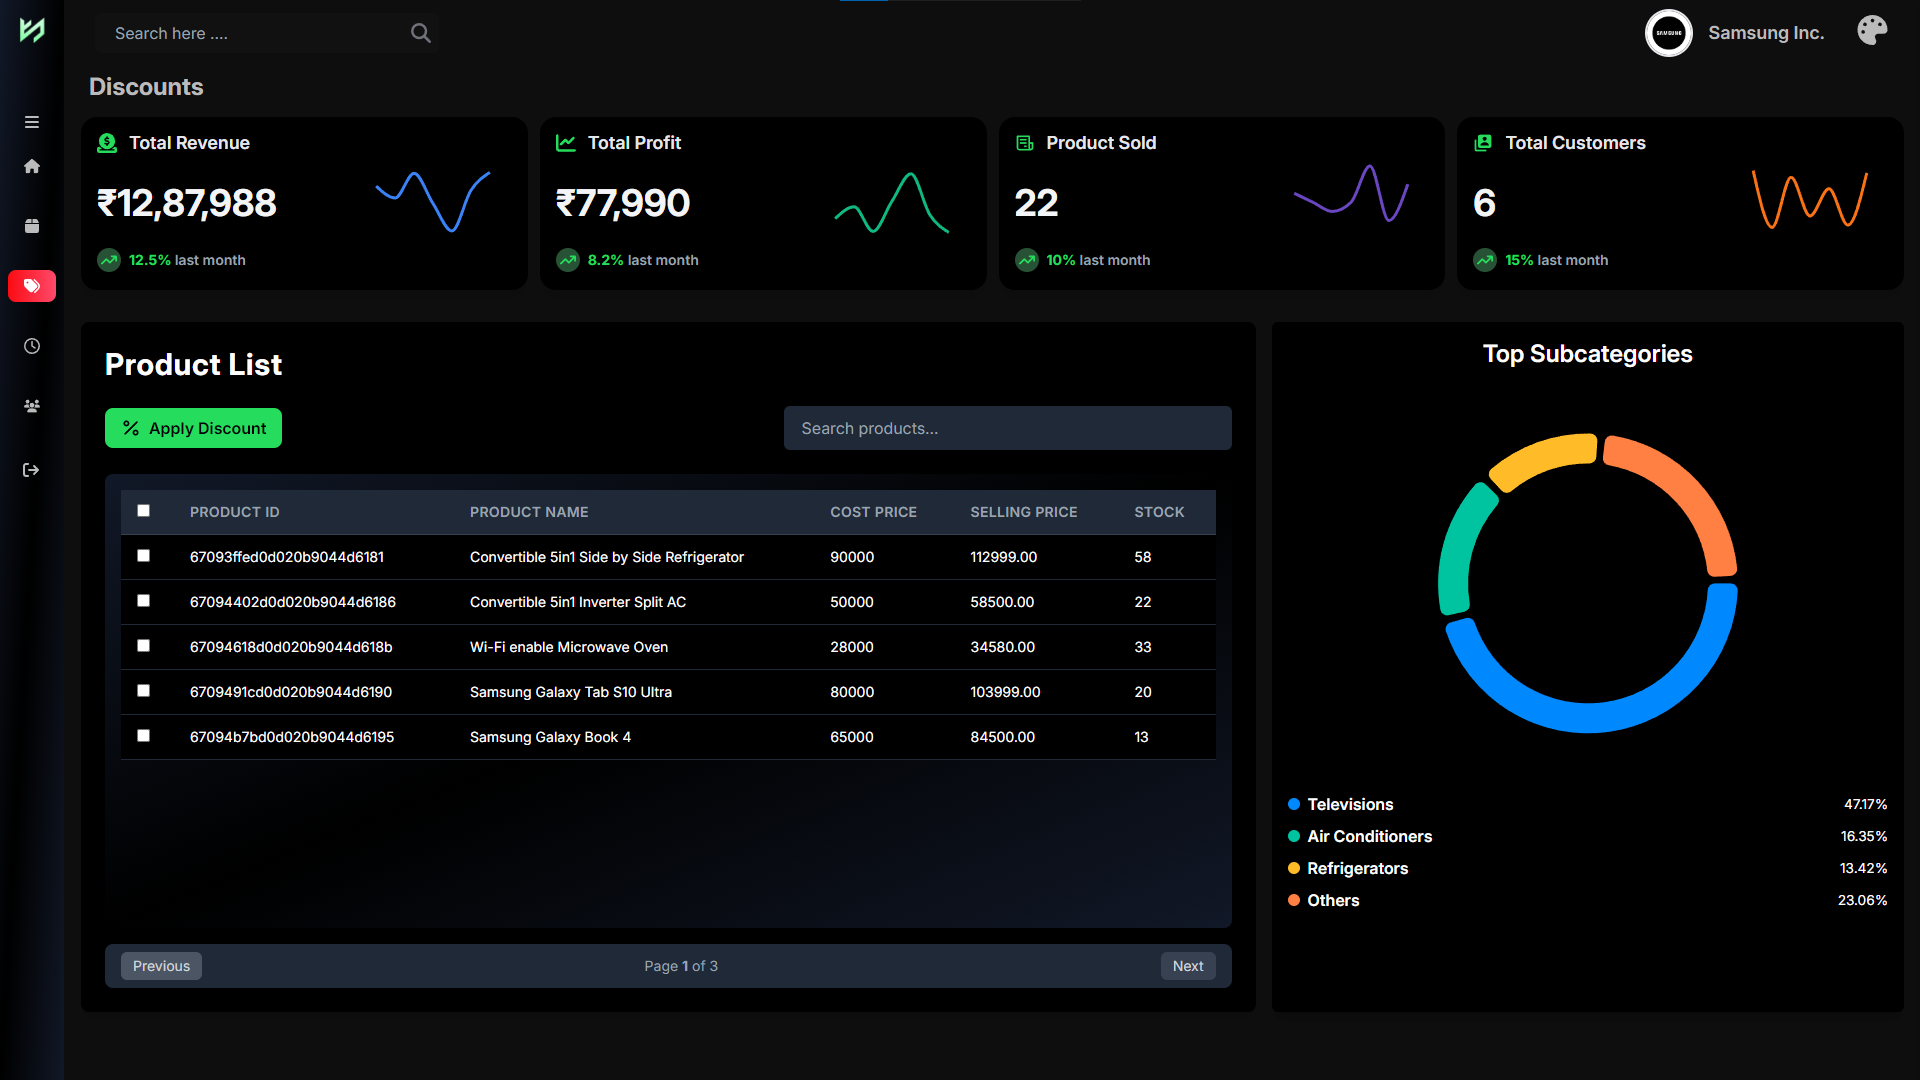 Search here ....
SAMSUNG
Samsung Inc.
Discounts
Total Revenue
₹12,87,988
12.5% last month
Total Profit
₹77,990
8.2% last month
Product Sold
22
10% last month
Total Customers
6
15% last month
Product List
Apply Discount
Search products...
PRODUCT ID PRODUCT NAME COST PRICE SELLING PRICE STOCK
67093ffed0d020b9044d6181 Convertible 5in1 Side by Side Refrigerator 90000 112999.00 58
67094402d0d020b9044d6186 Convertible 5in1 Inverter Split AC 50000 58500.00 22
67094618d0d020b9044d618b Wi-Fi enable Microwave Oven 28000 34580.00 33
6709491cd0d020b9044d6190 Samsung Galaxy Tab S10 Ultra 80000 103999.00 20
67094b7bd0d020b9044d6195 Samsung Galaxy Book 4 65000 84500.00 13
Previous Page 1 of 3 Next
Top Subcategories
Televisions 47.17%
Air Conditioners 16.35%
Refrigerators 13.42%
Others 23.06%